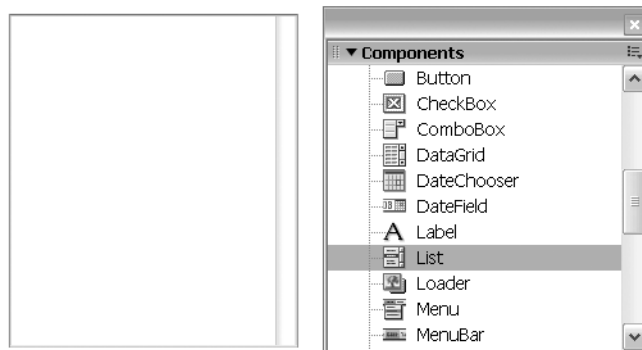 Components
Button
CheckBox
ComboBox
DataGrid
DateChooser
DateField
Label
List
Loader
Menu
MenuBar